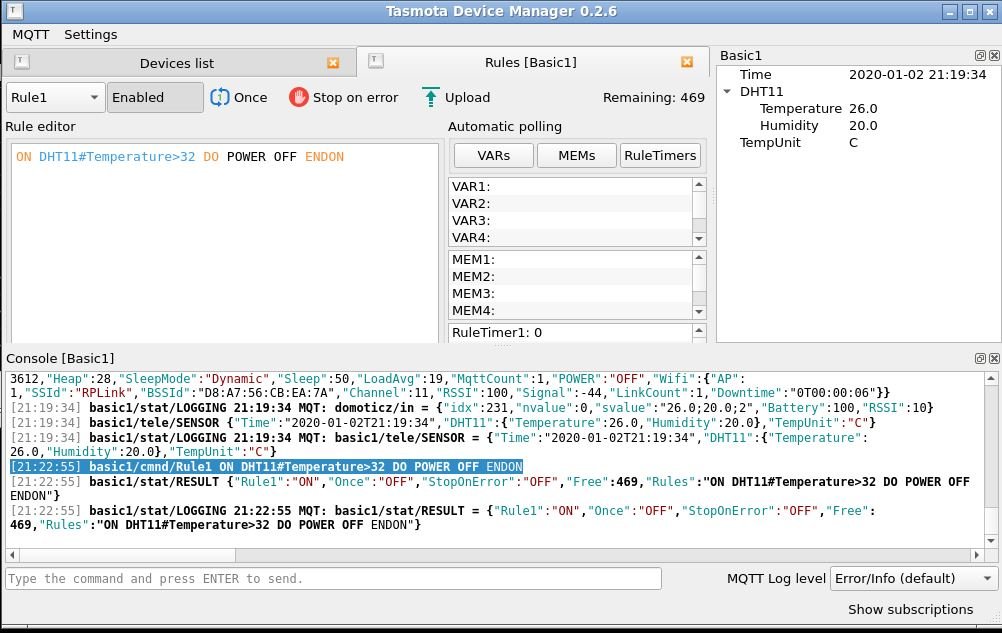 Tasmota Device Manager 0.2.6
MQTT Settings
Devices list
Rules [Basic1]
Rule1 Enabled Once Stop on error Upload Remaining: 469
Rule editor
ON DHT11#Temperature>32 DO POWER OFF ENDON
Automatic polling
VARs MEMs RuleTimers
VAR1:
VAR2:
VAR3:
VAR4:
MEM1:
MEM2:
MEM3:
MEM4:
RuleTimer1: 0
Basic1
Time 2020-01-02 21:19:34
DHT11
Temperature 26.0
Humidity 20.0
TempUnit C
Console [Basic1]
3612,"Heap":28,"SleepMode":"Dynamic","Sleep":50,"LoadAvg":19,"MqttCount":1,"POWER":"OFF","Wifi":{"AP":
1,"SSId":"RPLink","BSSId":"D8:A7:56:CB:EA:7A","Channel":11,"RSSI":100,"Signal":-44,"LinkCount":1,"Downtime":"0T00:00:06"}}
[21:19:34] basic1/stat/LOGGING 21:19:34 MQT: domoticz/in = {"idx":231,"nvalue":0,"svalue":"26.0;20.0;2","Battery":100,"RSSI":10}
[21:19:34] basic1/tele/SENSOR {"Time":"2020-01-02T21:19:34","DHT11":{"Temperature":26.0,"Humidity":20.0},"TempUnit":"C"}
[21:19:34] basic1/stat/LOGGING 21:19:34 MQT: basic1/tele/SENSOR = {"Time":"2020-01-02T21:19:34","DHT11":{"Temperature":
26.0,"Humidity":20.0},"TempUnit":"C"}
[21:22:55] basic1/cmnd/Rule1 ON DHT11#Temperature>32 DO POWER OFF ENDON
[21:22:55] basic1/stat/RESULT {"Rule1":"ON","Once":"OFF","StopOnError":"OFF","Free":469,"Rules":"ON DHT11#Temperature>32 DO POWER OFF
ENDON"}
[21:22:55] basic1/stat/LOGGING 21:22:55 MQT: basic1/stat/RESULT = {"Rule1":"ON","Once":"OFF","StopOnError":"OFF","Free":
469,"Rules":"ON DHT11#Temperature>32 DO POWER OFF ENDON"}
Type the command and press ENTER to send.
MQTT Log level Error/Info (default)
Show subscriptions